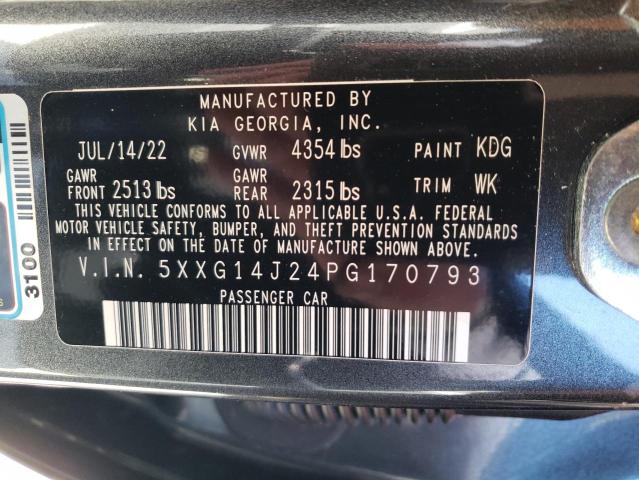 MANUFACTURED BY
KIA GEORGIA, INC.
JUL/14/22 GVWR 4354 lbs PAINT KDG
GAWR FRONT 2513 lbs GAWR REAR 2315 lbs TRIM WK
THIS VEHICLE CONFORMS TO ALL APPLICABLE U.S.A. FEDERAL
MOTOR VEHICLE SAFETY, BUMPER, AND THEFT PREVENTION STANDARDS
IN EFFECT ON THE DATE OF MANUFACTURE SHOWN ABOVE.
V.I.N. 5XXG14J24PG170793
PASSENGER CAR
3100